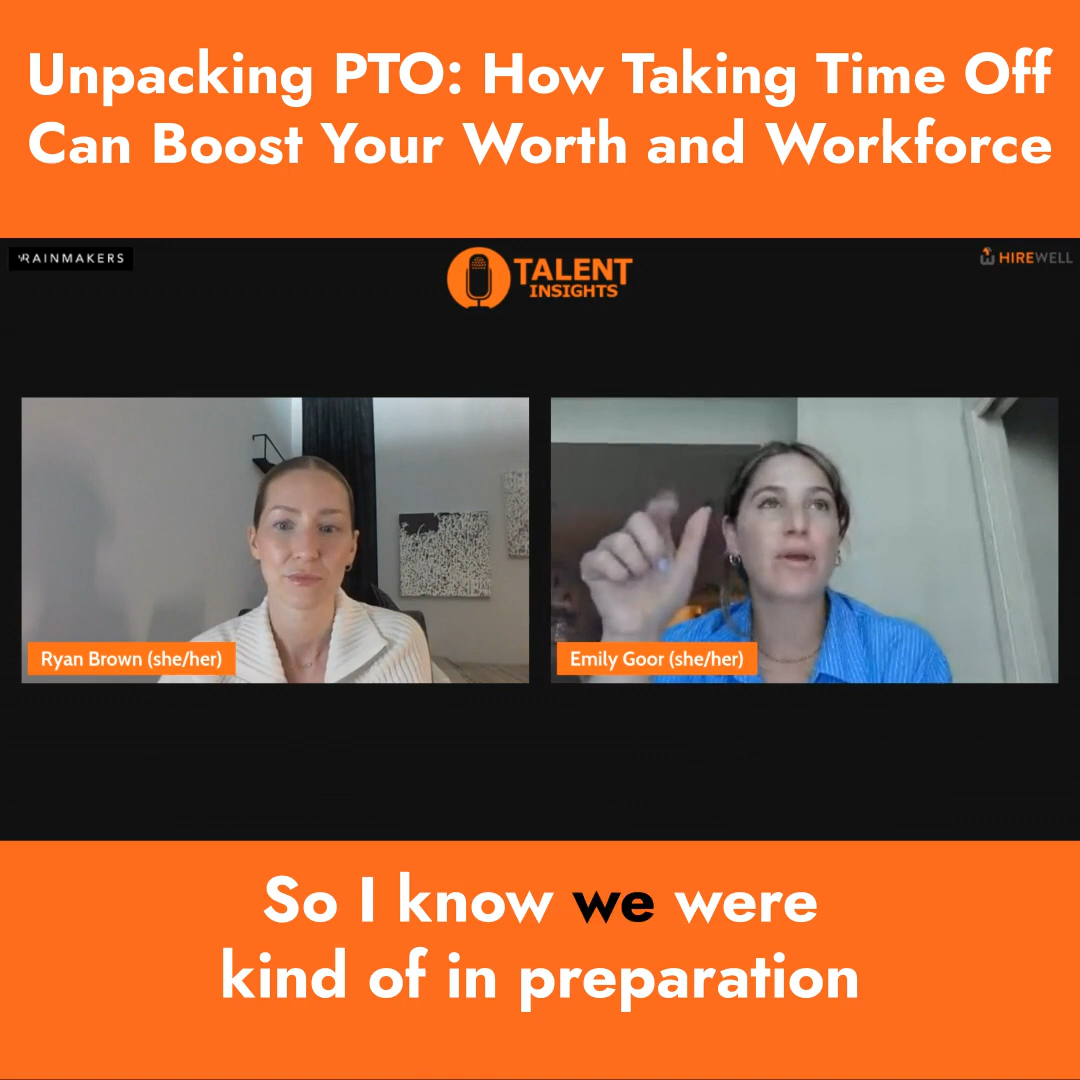 Unpacking PTO: How Taking Time Off
Can Boost Your Worth and Workforce
RAINMAKERS
TALENT
INSIGHTS
HIREWELL
Ryan Brown (she/her)
Emily Goor (she/her)
So I know we were
kind of in preparation